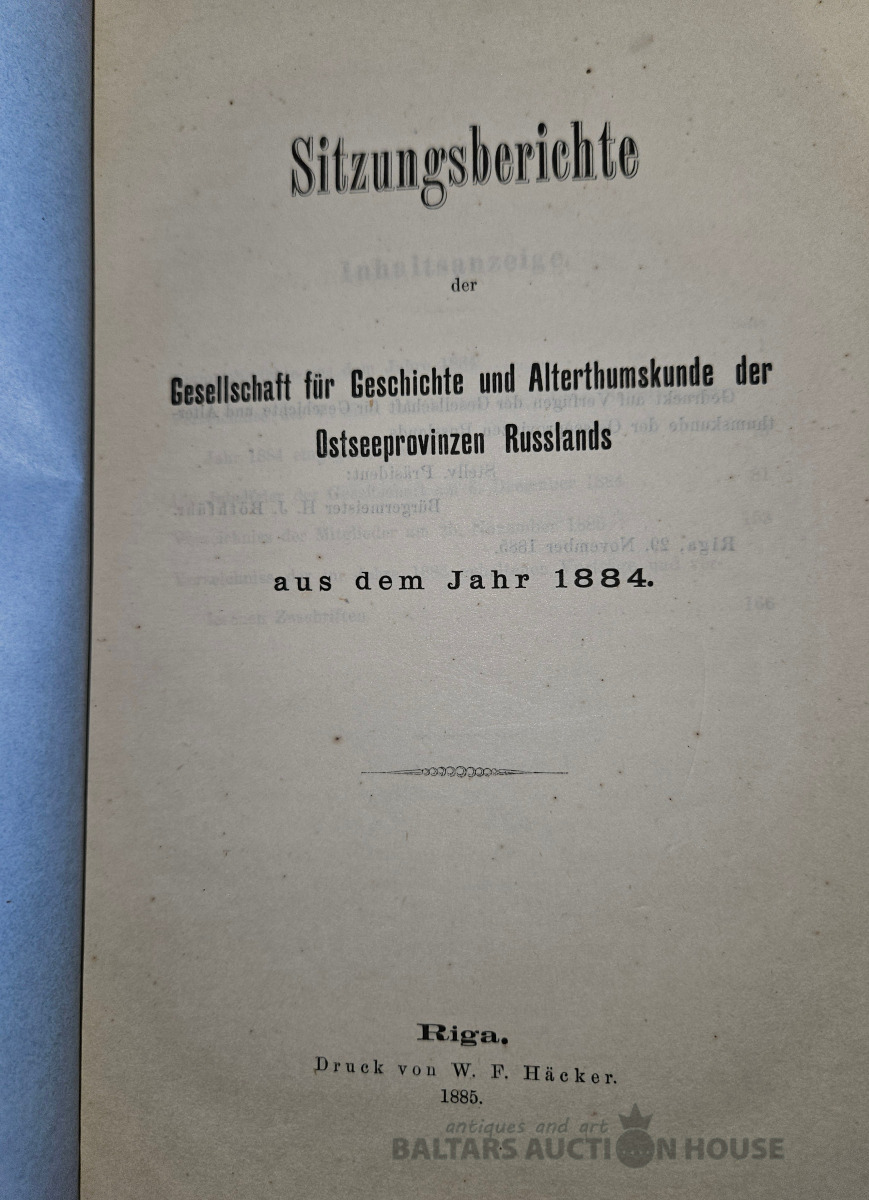 Sitzungsberichte
Inhaltsanzeige.
der
Gesellschaft für Geschichte und Alterthumskunde der
Ostseeprovinzen Russlands
aus dem Jahr 1884.
Riga.
Druck von W. F. Häcker.
1885.
antiques and art
BALTARS AUCTION HOUSE